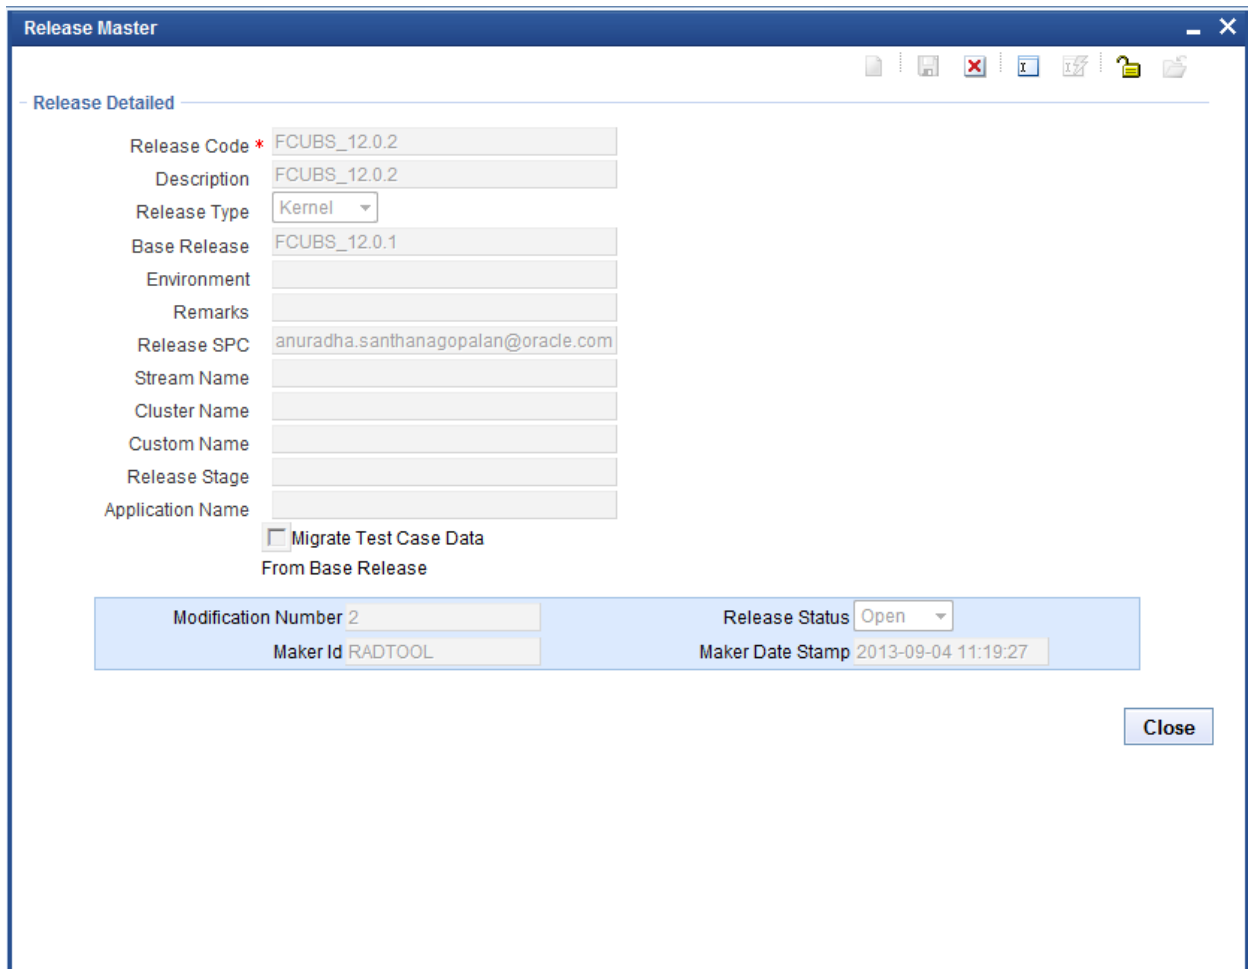 Release Master
Release Detailed
Release Code * FCUBS_12.0.2
Description FCUBS_12.0.2
Release Type Kernel
Base Release FCUBS_12.0.1
Environment
Remarks
Release SPC anuradha.santhanagopalan@oracle.com
Stream Name
Cluster Name
Custom Name
Release Stage
Application Name
Migrate Test Case Data
From Base Release
Modification Number 2 Release Status Open
Maker Id RADTOOL Maker Date Stamp 2013-09-04 11:19:27
Close